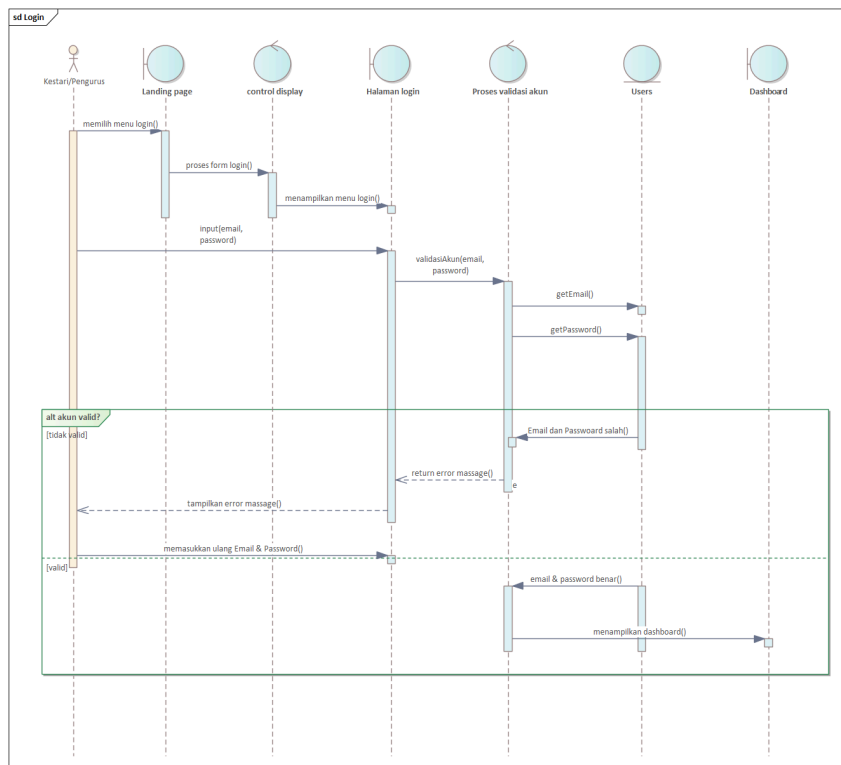 sd Login
Kestari/Pengurus
Landing page
control display
Halaman login
Proses validasi akun
Users
Dashboard
memilih menu login()
proses form login()
menampilkan menu login()
input(email,
password)
validasiAkun(email,
password)
getEmail()
getPassword()
alt akun valid?
[tidak valid]
Email dan Passwoard salah()
return error massage()
e
tampilkan error massage()
memasukkan ulang Email & Password()
[valid]
email & password benar()
menampilkan dashboard()